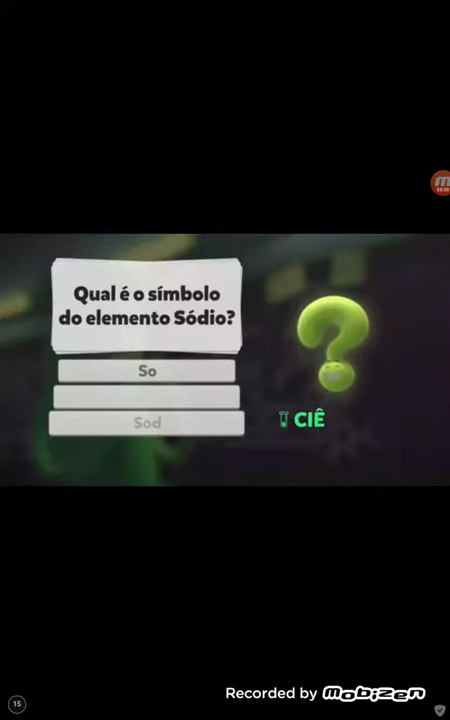 Qual é o símbolo
do elemento Sódio?
So
Sod
CIÊ
15
Recorded by MOBIZEN